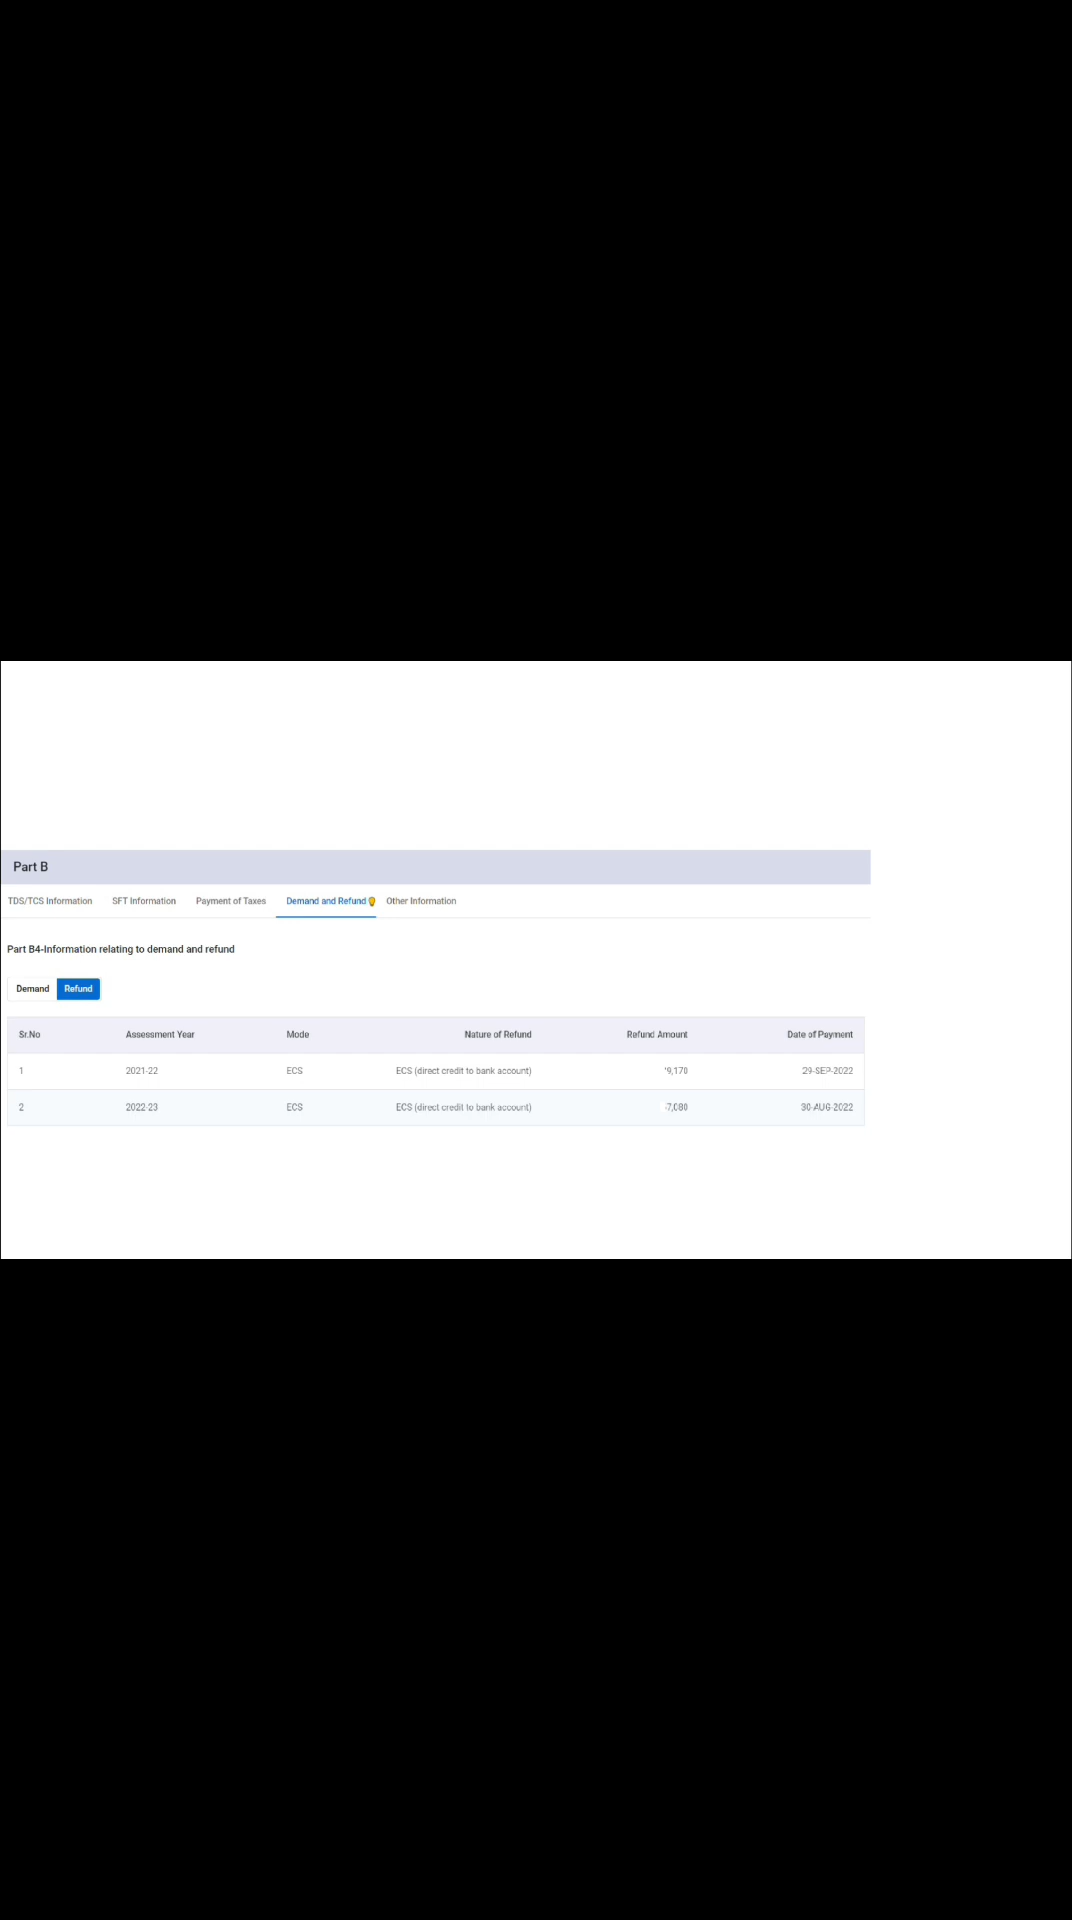 Part B
TDS/TCS Information SFT Information Payment of Taxes Demand and Refund Other Information
Part B4-Information relating to demand and refund
Demand Refund
Sr.No Assessment Year Mode Nature of Refund Refund Amount Date of Payment
1 2021-22 ECS ECS (direct credit to bank account) 9,170 29-SEP-2022
2 2022-23 ECS ECS (direct credit to bank account) 7,080 30-AUG-2022